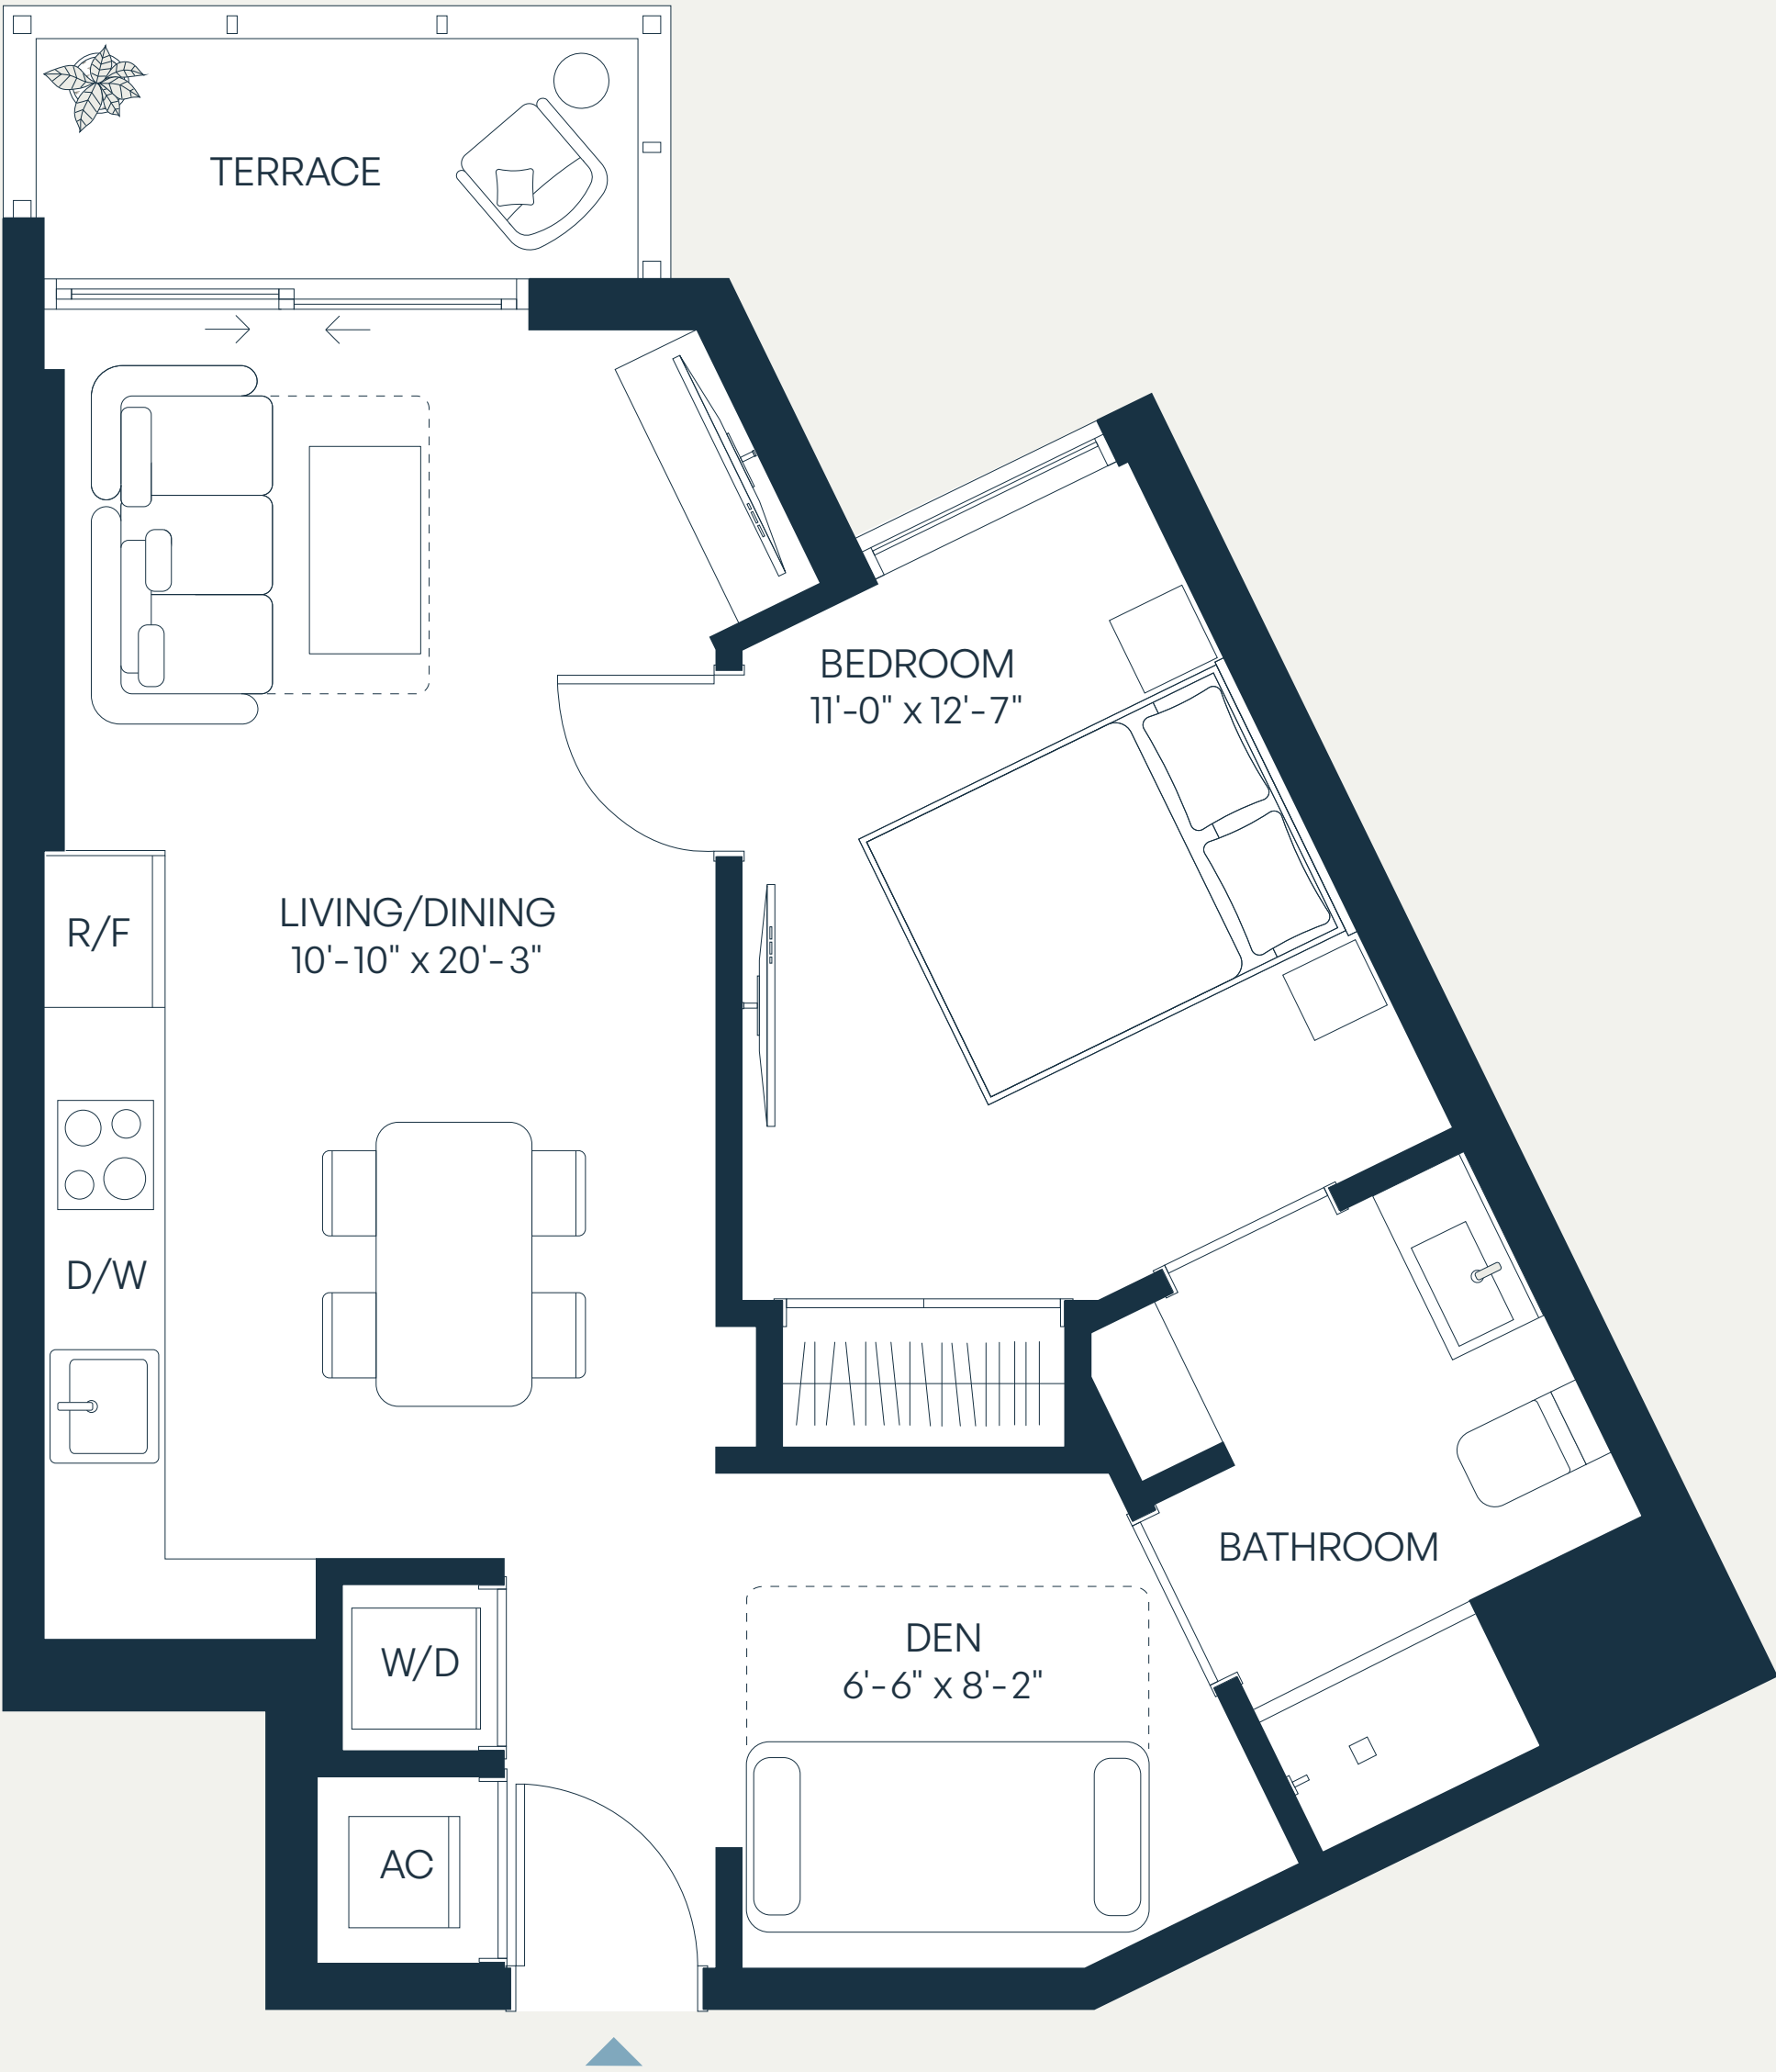 TERRACE
BEDROOM
11'-0" x 12'-7"
LIVING/DINING
10'-10" x 20'-3"
R/F
D/W
BATHROOM
DEN
6'-6" x 8'-2"
W/D
AC